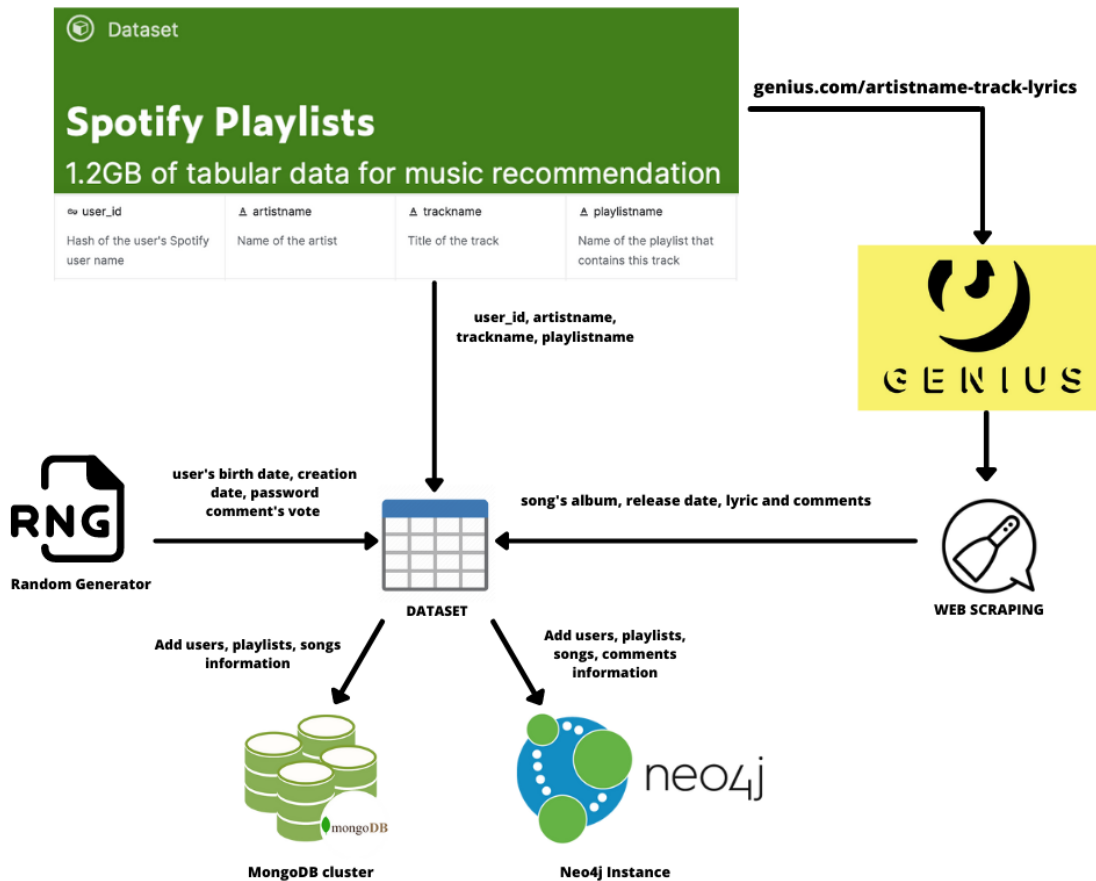 Dataset
Spotify Playlists
1.2GB of tabular data for music recommendation
user_id
Hash of the user's Spotify
user name
artistname
Name of the artist
trackname
Title of the track
playlistname
Name of the playlist that
contains this track
genius.com/artistname-track-lyrics
GENIUS
user_id, artistname,
trackname, playlistname
RNG
Random Generator
user's birth date, creation
date, password
comment's vote
song's album, release date, lyric and comments
WEB SCRAPING
DATASET
Add users, playlists, songs
information
Add users, playlists,
songs, comments
information
mongoDB
MongoDB cluster
neo4j
Neo4j Instance